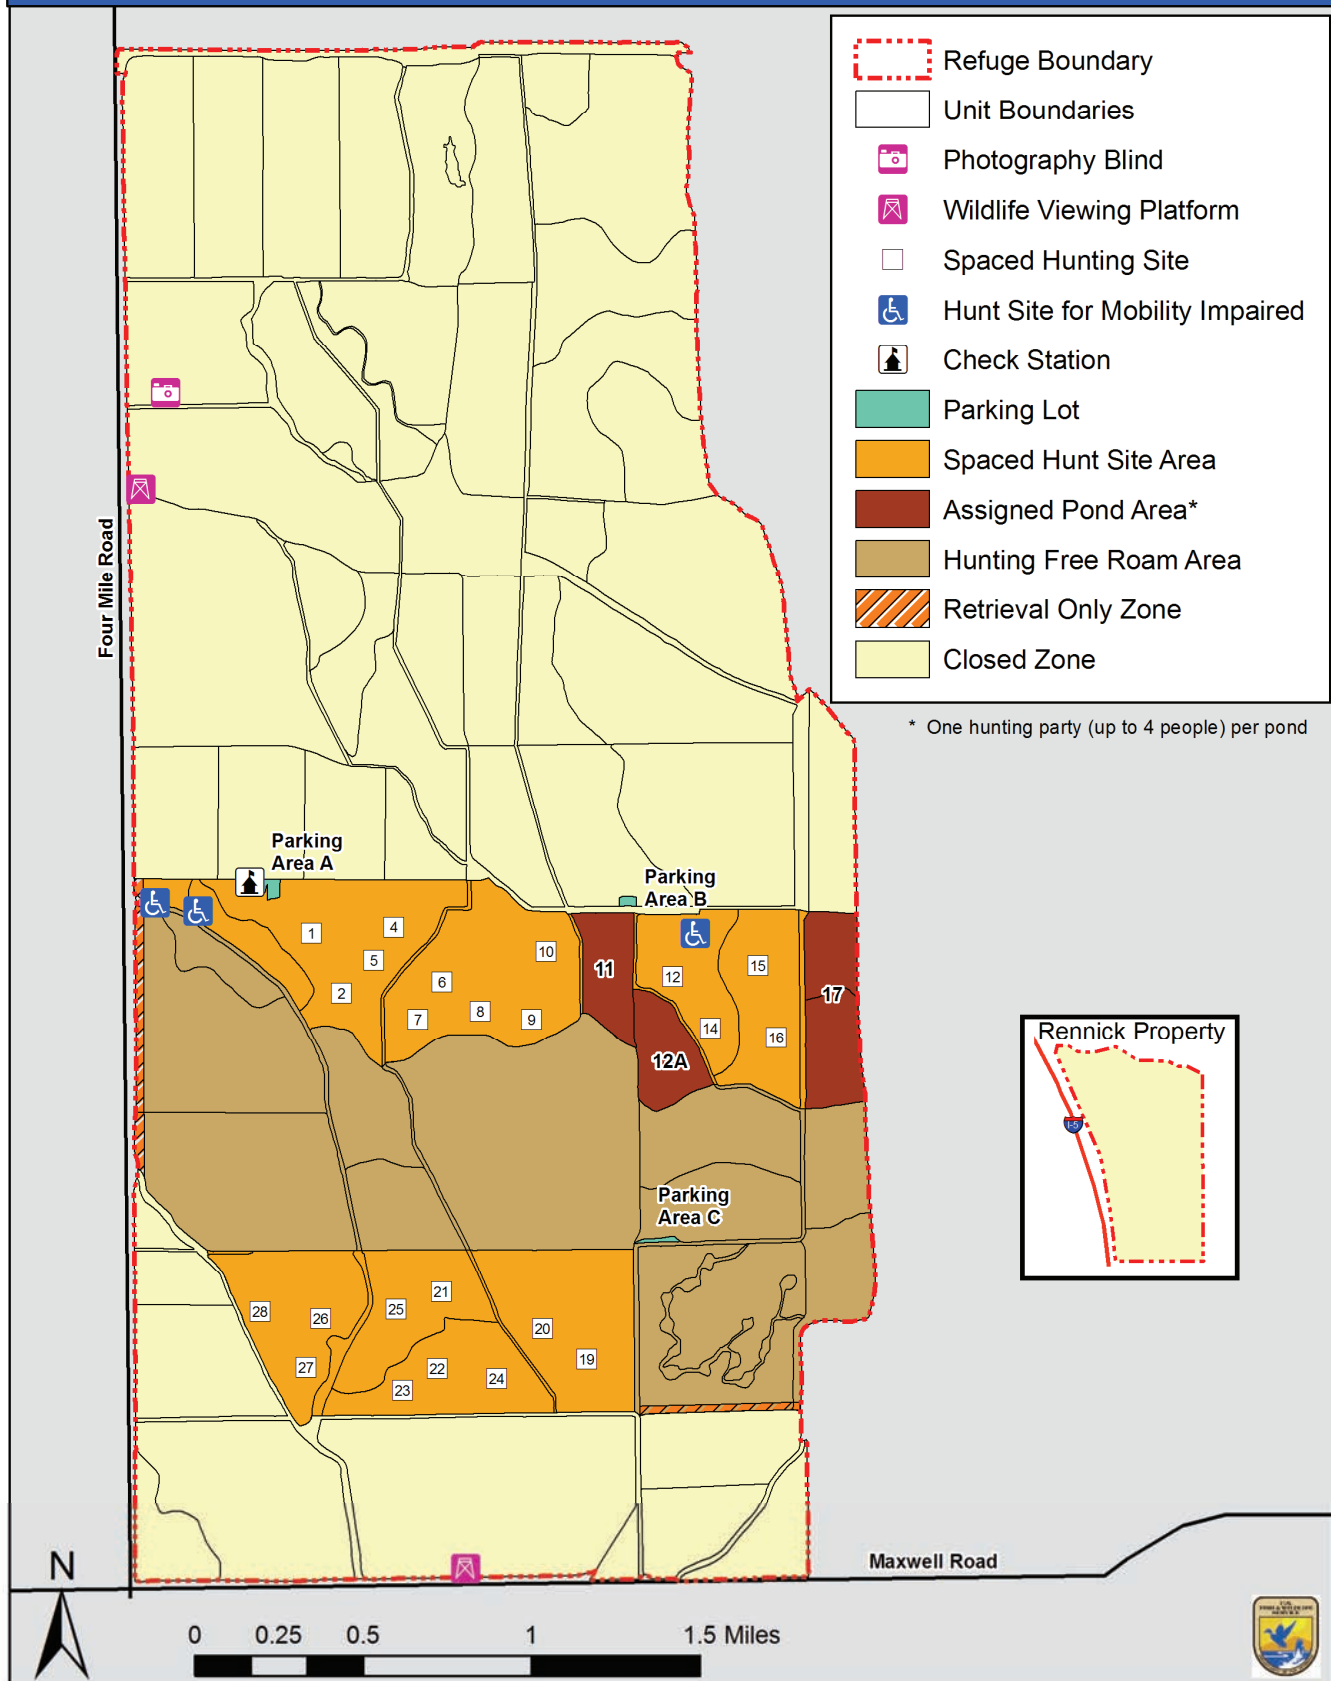 Refuge Boundary
Unit Boundaries
Photography Blind
Wildlife Viewing Platform
Spaced Hunting Site
Hunt Site for Mobility Impaired
Check Station
Parking Lot
Spaced Hunt Site Area
Assigned Pond Area*
Hunting Free Roam Area
Retrieval Only Zone
Closed Zone
* One hunting party (up to 4 people) per pond
Four Mile Road
Parking
Area A
Parking
Area B
1
4
5
2
6
7
8
9
10
11
12
12A
14
15
16
17
Rennick Property
I-5
Parking
Area C
28
26
27
25
21
22
23
24
20
19
Maxwell Road
N
0 0.25 0.5 1 1.5 Miles
U.S.
FISH & WILDLIFE
SERVICE